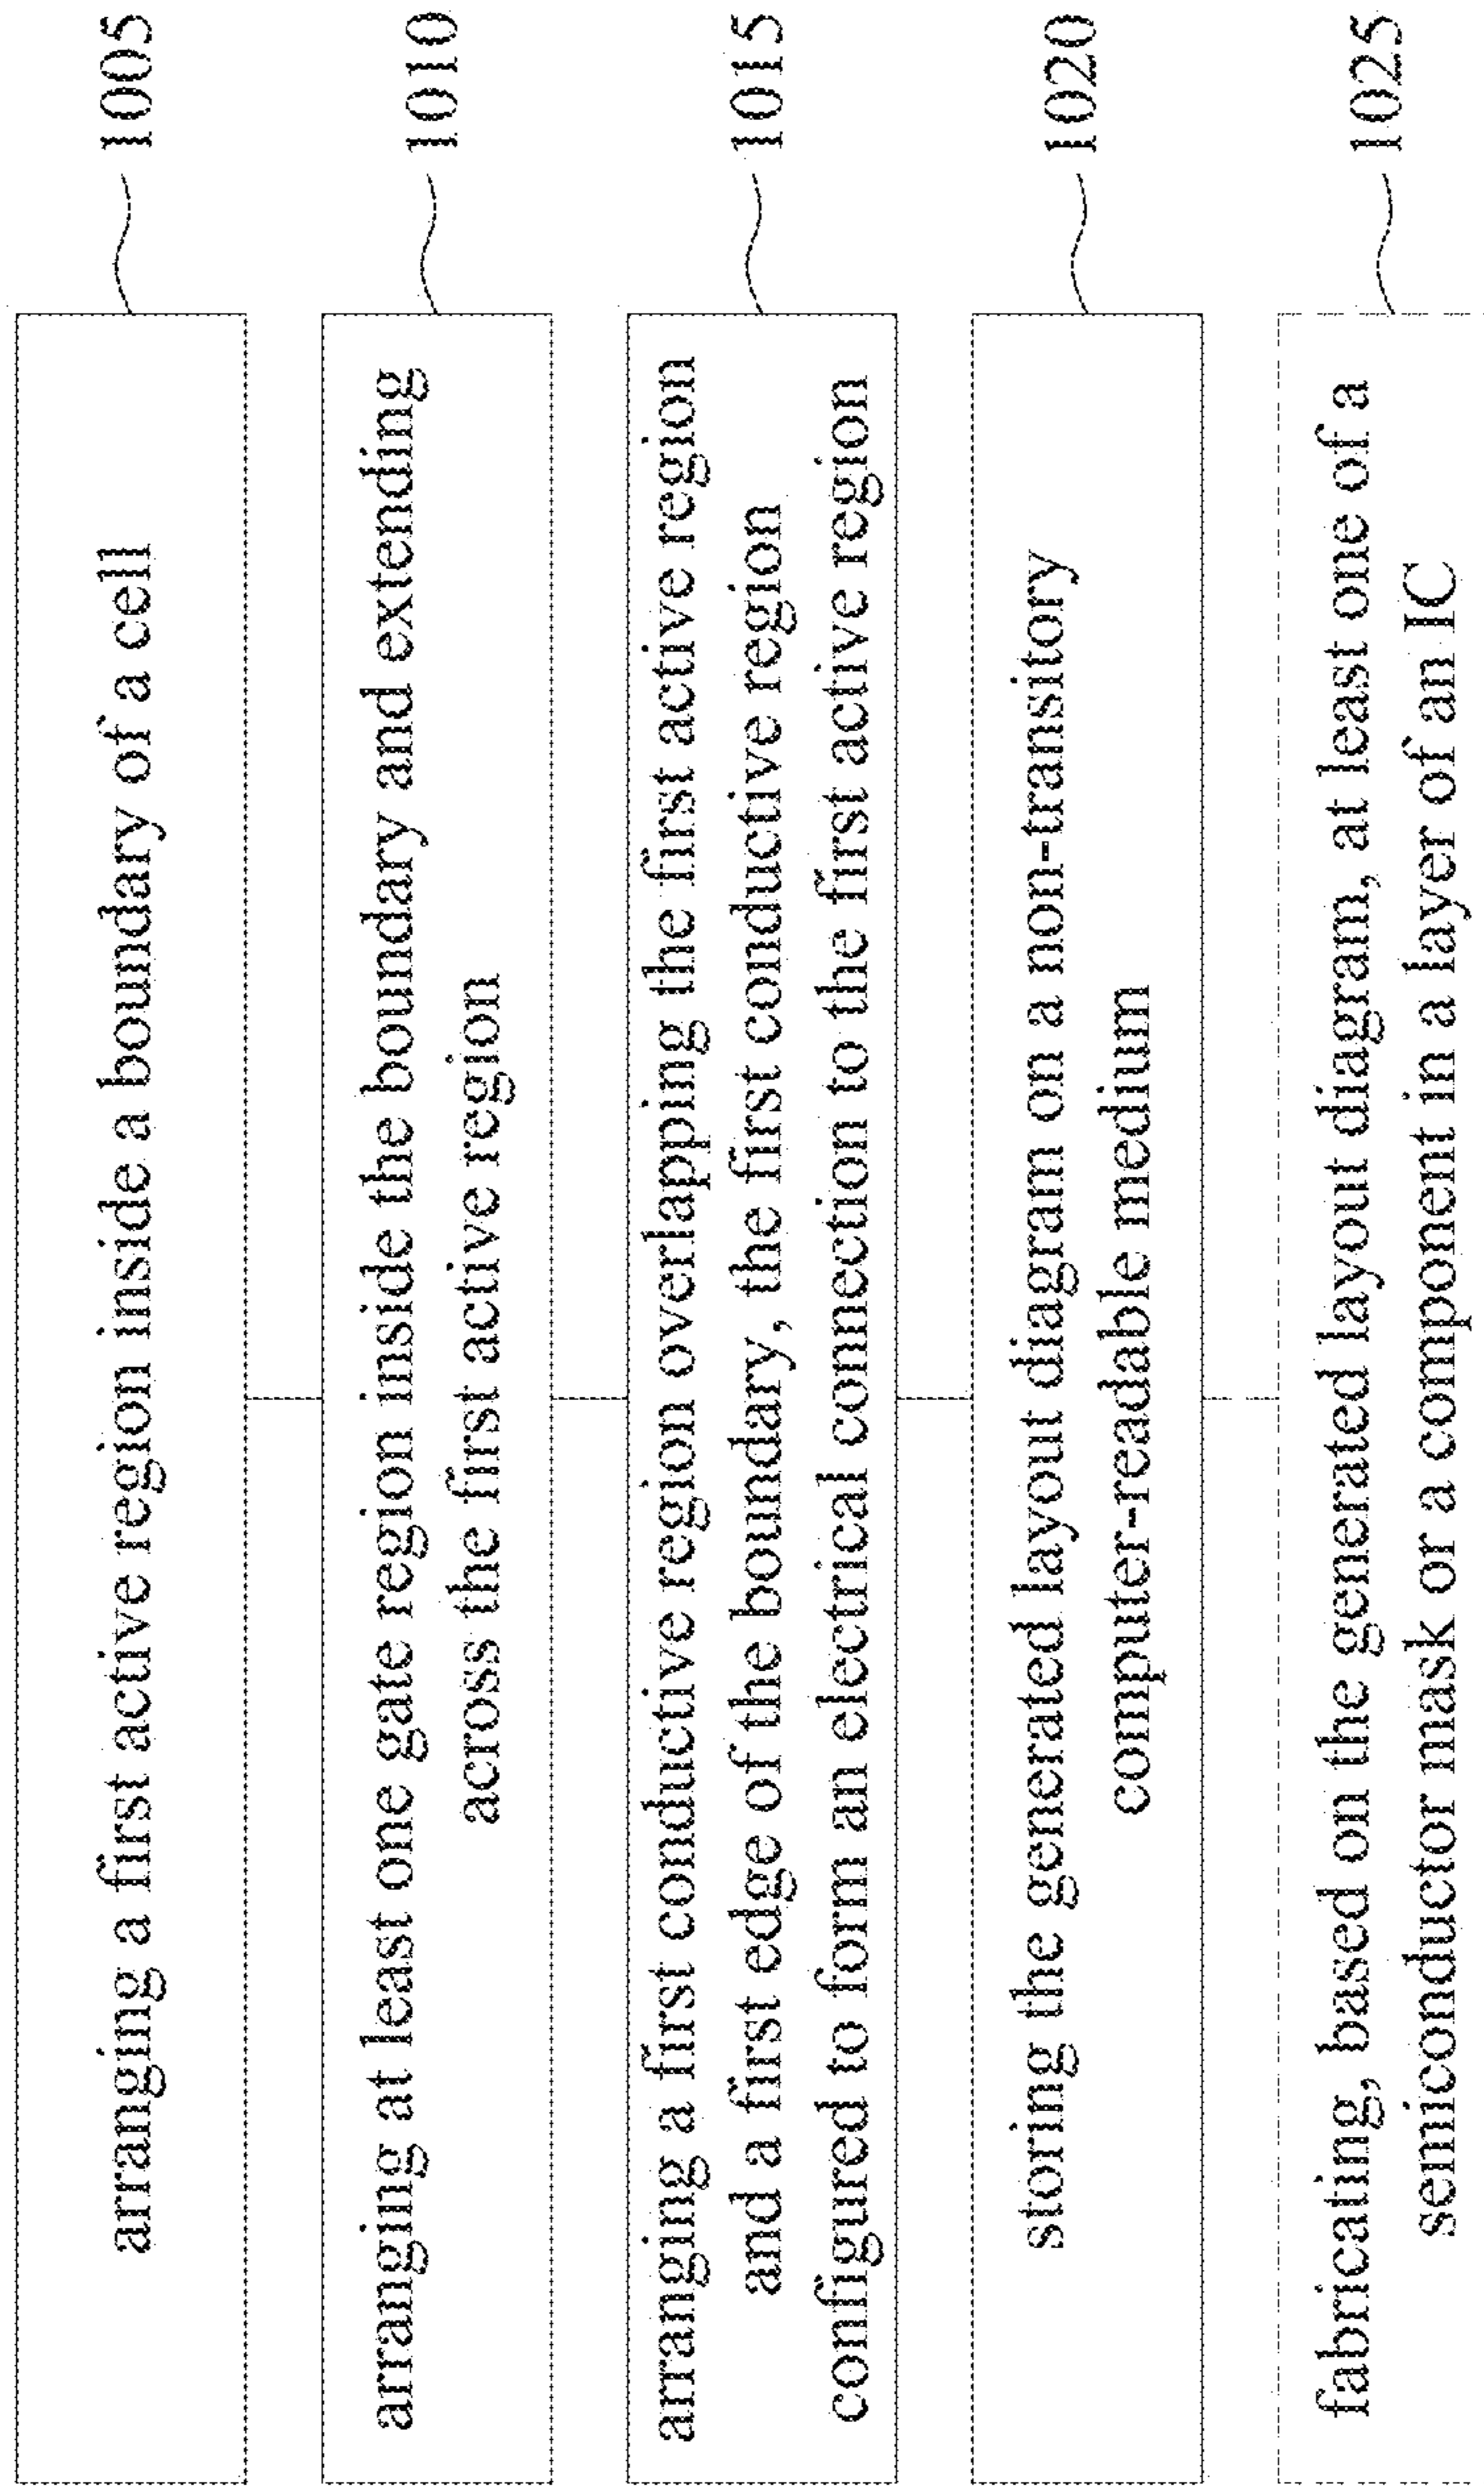 arranging a first active region inside a boundary of a cell
1005
arranging at least one gate region inside the boundary and extending
across the first active region
1010
arranging a first conductive region overlapping the first active region
and a first edge of the boundary, the first conductive region
configured to form an electrical connection to the first active region
1015
storing the generated layout diagram on a non-transitory
computer-readable medium
1020
fabricating, based on the generated layout diagram, at least one of a
semiconductor mask or a component in a layer of an IC
1025